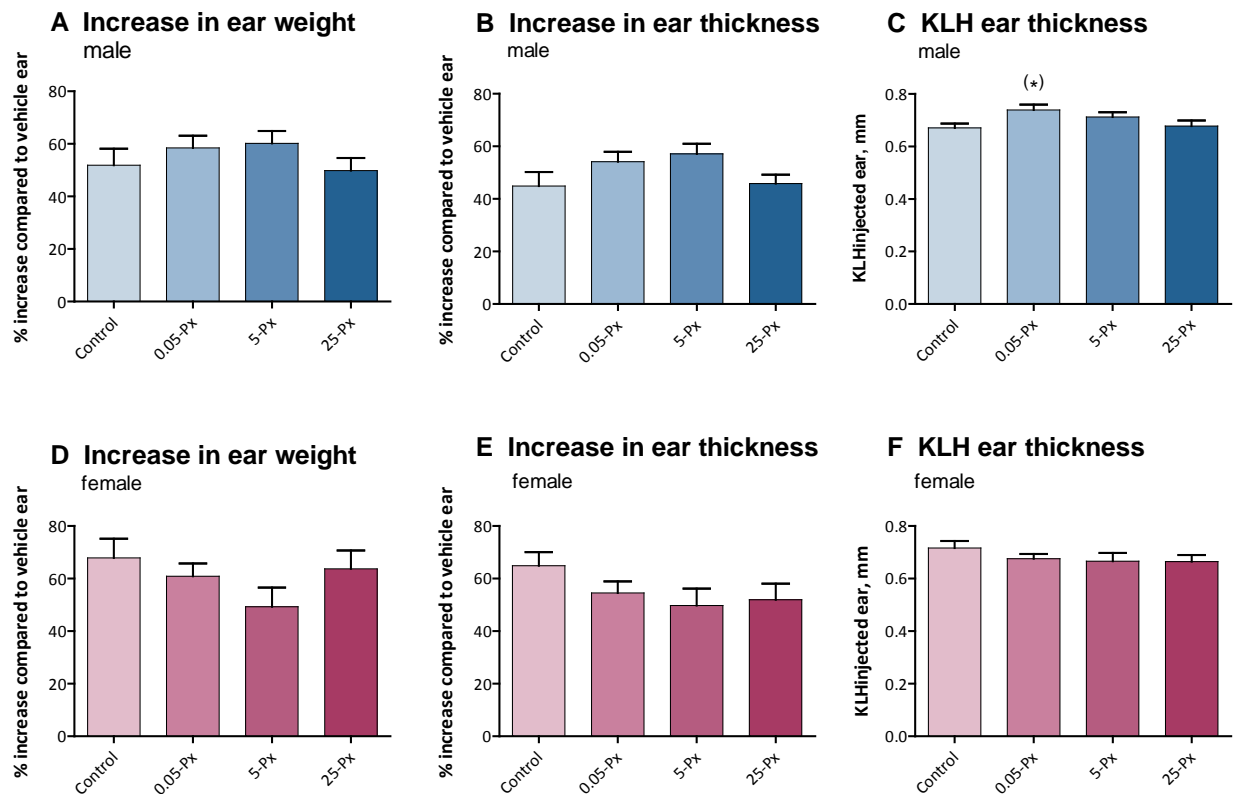 A Increase in ear weight
male
% increase compared to vehicle ear
80
60
40
20
0
Control
0.05-Px
5-Px
25-Px
B Increase in ear thickness
male
% increase compared to vehicle ear
80
60
40
20
0
Control
0.05-Px
5-Px
25-Px
C KLH ear thickness
male
KLHinjected ear, mm
0.8
0.6
0.4
0.2
0.0
(*)
Control
0.05-Px
5-Px
25-Px
D Increase in ear weight
female
% increase compared to vehicle ear
80
60
40
20
0
Control
0.05-Px
5-Px
25-Px
E Increase in ear thickness
female
% increase compared to vehicle ear
80
60
40
20
0
Control
0.05-Px
5-Px
25-Px
F KLH ear thickness
female
KLHinjected ear, mm
0.8
0.6
0.4
0.2
0.0
Control
0.05-Px
5-Px
25-Px